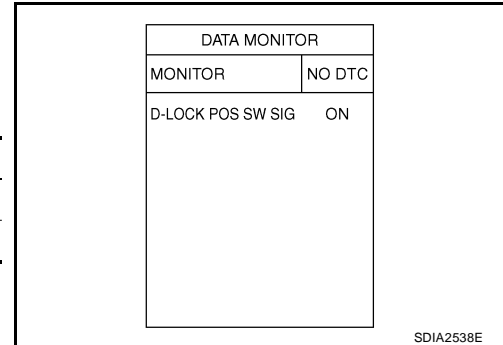 DATA MONITOR
MONITOR NO DTC
D-LOCK POS SW SIG ON
SDIA2538E